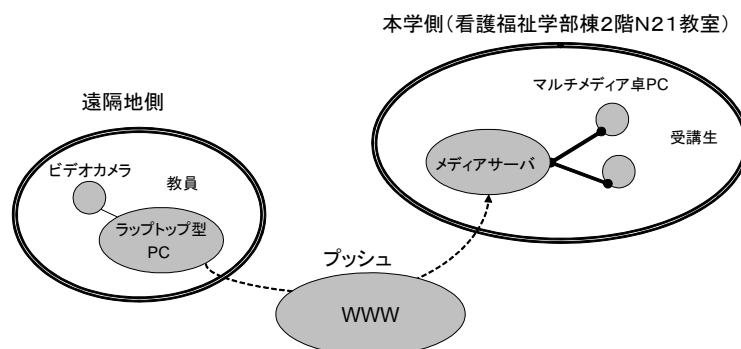 本学側(看護福祉学部棟2階N21教室)
遠隔地側
マルチメディア卓PC
受講生
ビデオカメラ
教員
メディアサーバ
ラップトップ型
PC
プッシュ
WWW